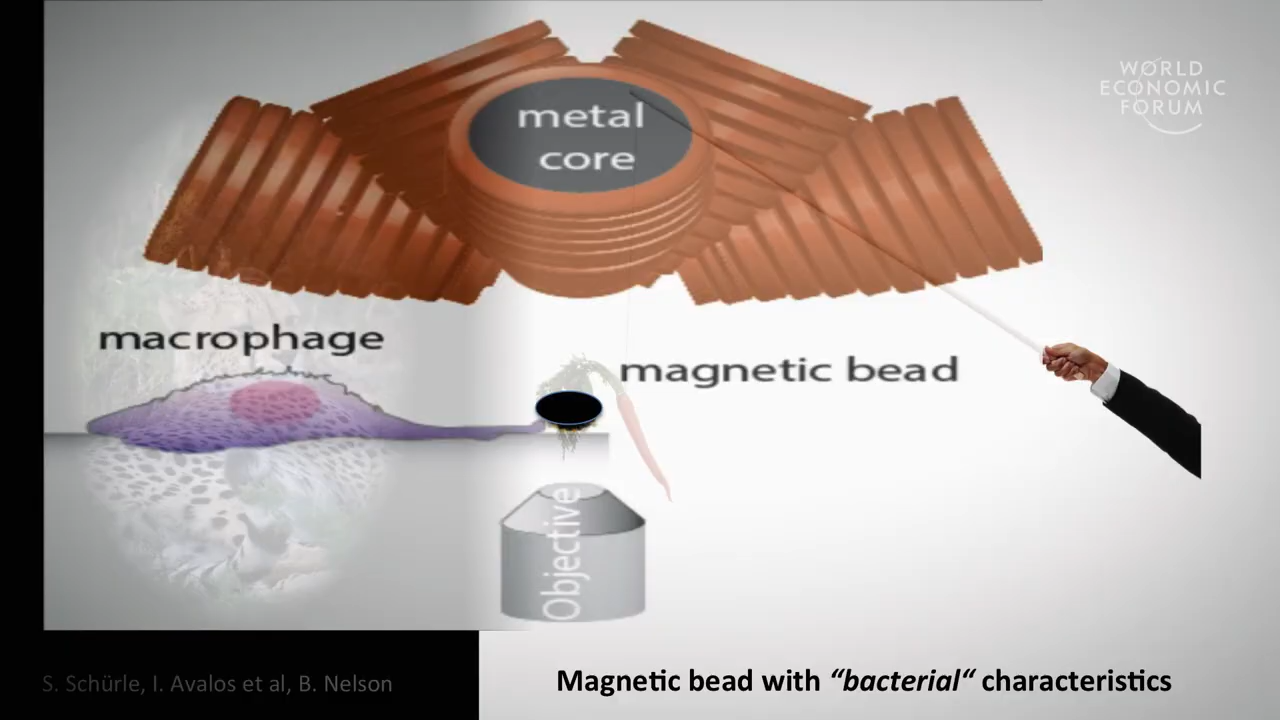 WORLD
ECONOMIC
FORUM
metal
core
macrophage
magnetic bead
Objective
S. Schürle, I. Avalos et al, B. Nelson
Magnetic bead with “bacterial“ characteristics